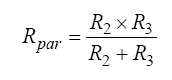 R_par = (R_2 × R_3) / (R_2 + R_3)